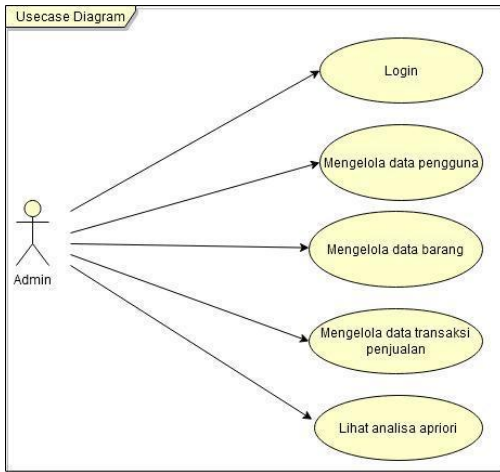 Usecase Diagram
Login
Mengelola data pengguna
Mengelola data barang
Admin
Mengelola data transaksi
penjualan
Lihat analisa apriori